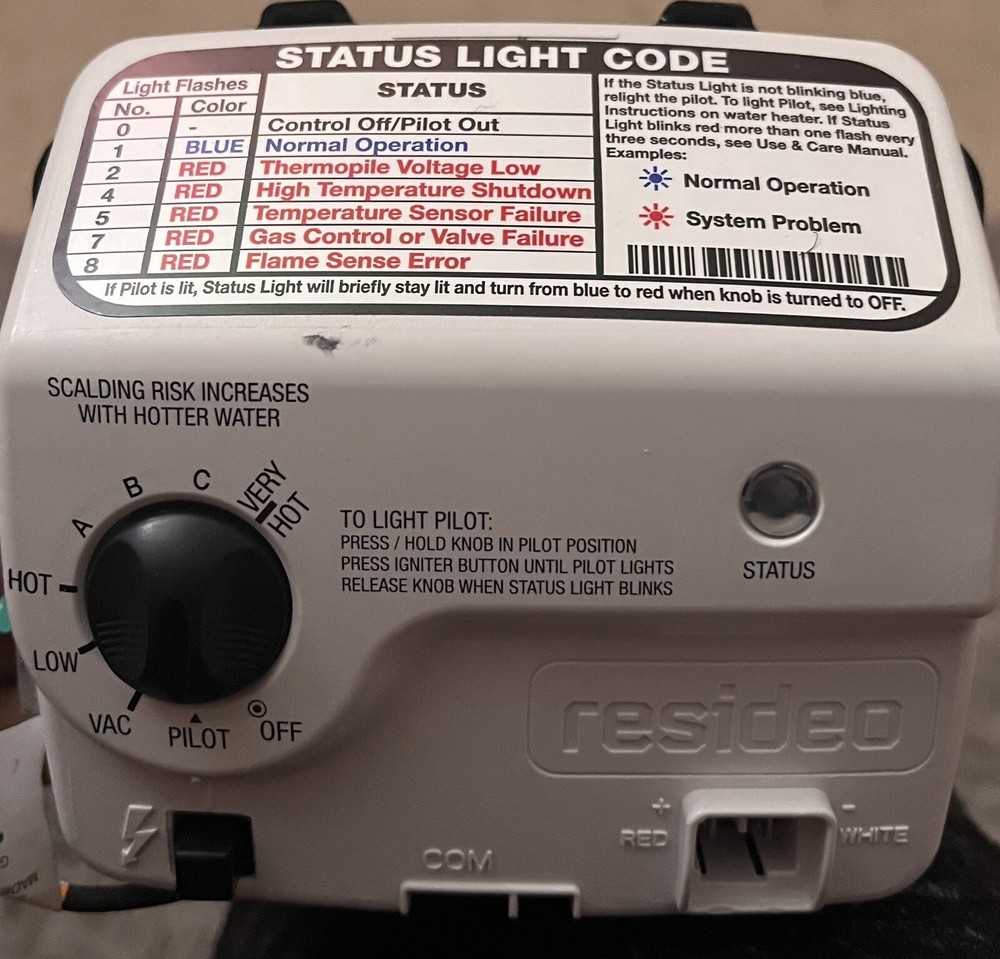 STATUS LIGHT CODE
Light Flashes
No. Color STATUS
0 - Control Off/Pilot Out
1 BLUE Normal Operation
2 RED Thermopile Voltage Low
4 RED High Temperature Shutdown
5 RED Temperature Sensor Failure
7 RED Gas Control or Valve Failure
8 RED Flame Sense Error
If the Status Light is not blinking blue,
relight the pilot. To light Pilot, see Lighting
Instructions on water heater. If Status
Light blinks red more than one flash every
three seconds, see Use & Care Manual.
Examples:
Normal Operation
System Problem
If Pilot is lit, Status Light will briefly stay lit and turn from blue to red when knob is turned to OFF.
SCALDING RISK INCREASES
WITH HOTTER WATER
VERY
HOT
C
B
A
HOT
LOW
VAC
PILOT
OFF
TO LIGHT PILOT:
PRESS / HOLD KNOB IN PILOT POSITION
PRESS IGNITER BUTTON UNTIL PILOT LIGHTS
RELEASE KNOB WHEN STATUS LIGHT BLINKS
STATUS
resideo
+ -
RED WHITE
COM
MADE